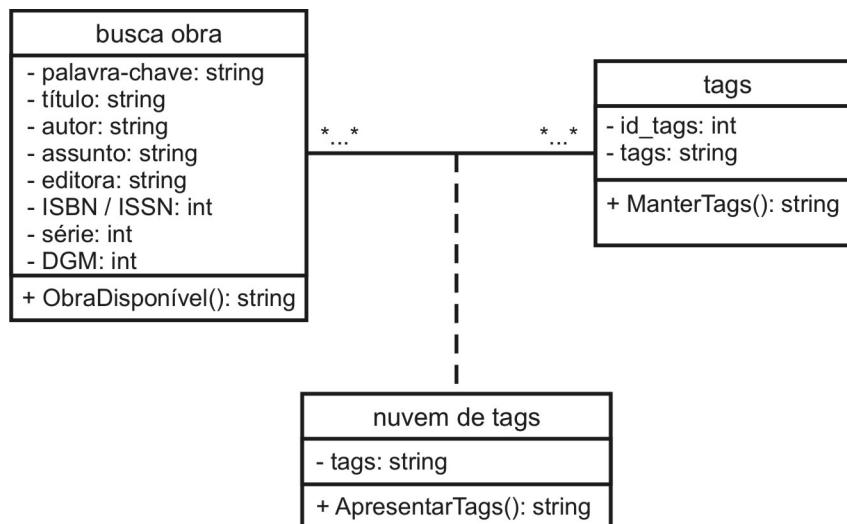 busca obra
- palavra-chave: string
- título: string
- autor: string
- assunto: string
- editora: string
- ISBN / ISSN: int
- série: int
- DGM: int
+ ObraDisponível(): string
*...*
*...*
tags
- id_tags: int
- tags: string
+ ManterTags(): string
nuvem de tags
- tags: string
+ ApresentarTags(): string